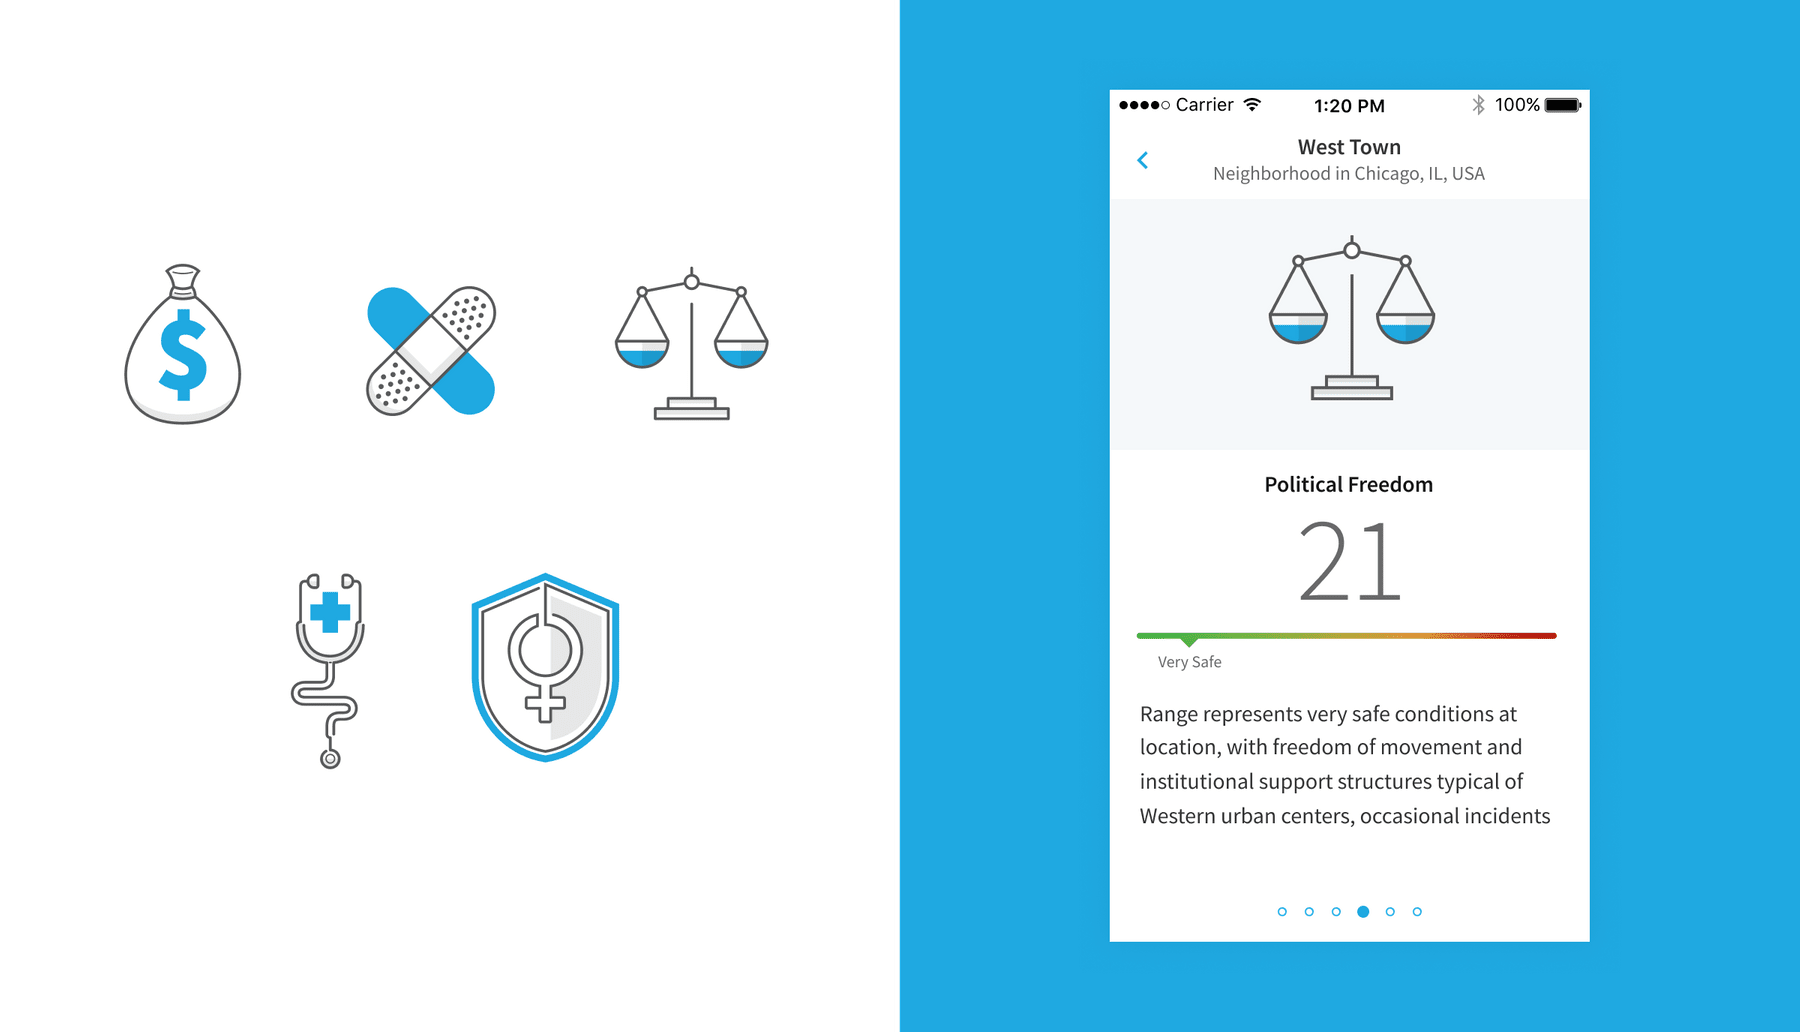 $
Carrier 1:20 PM 100%
West Town
Neighborhood in Chicago, IL, USA
Political Freedom
21
Very Safe
Range represents very safe conditions at
location, with freedom of movement and
institutional support structures typical of
Western urban centers, occasional incidents